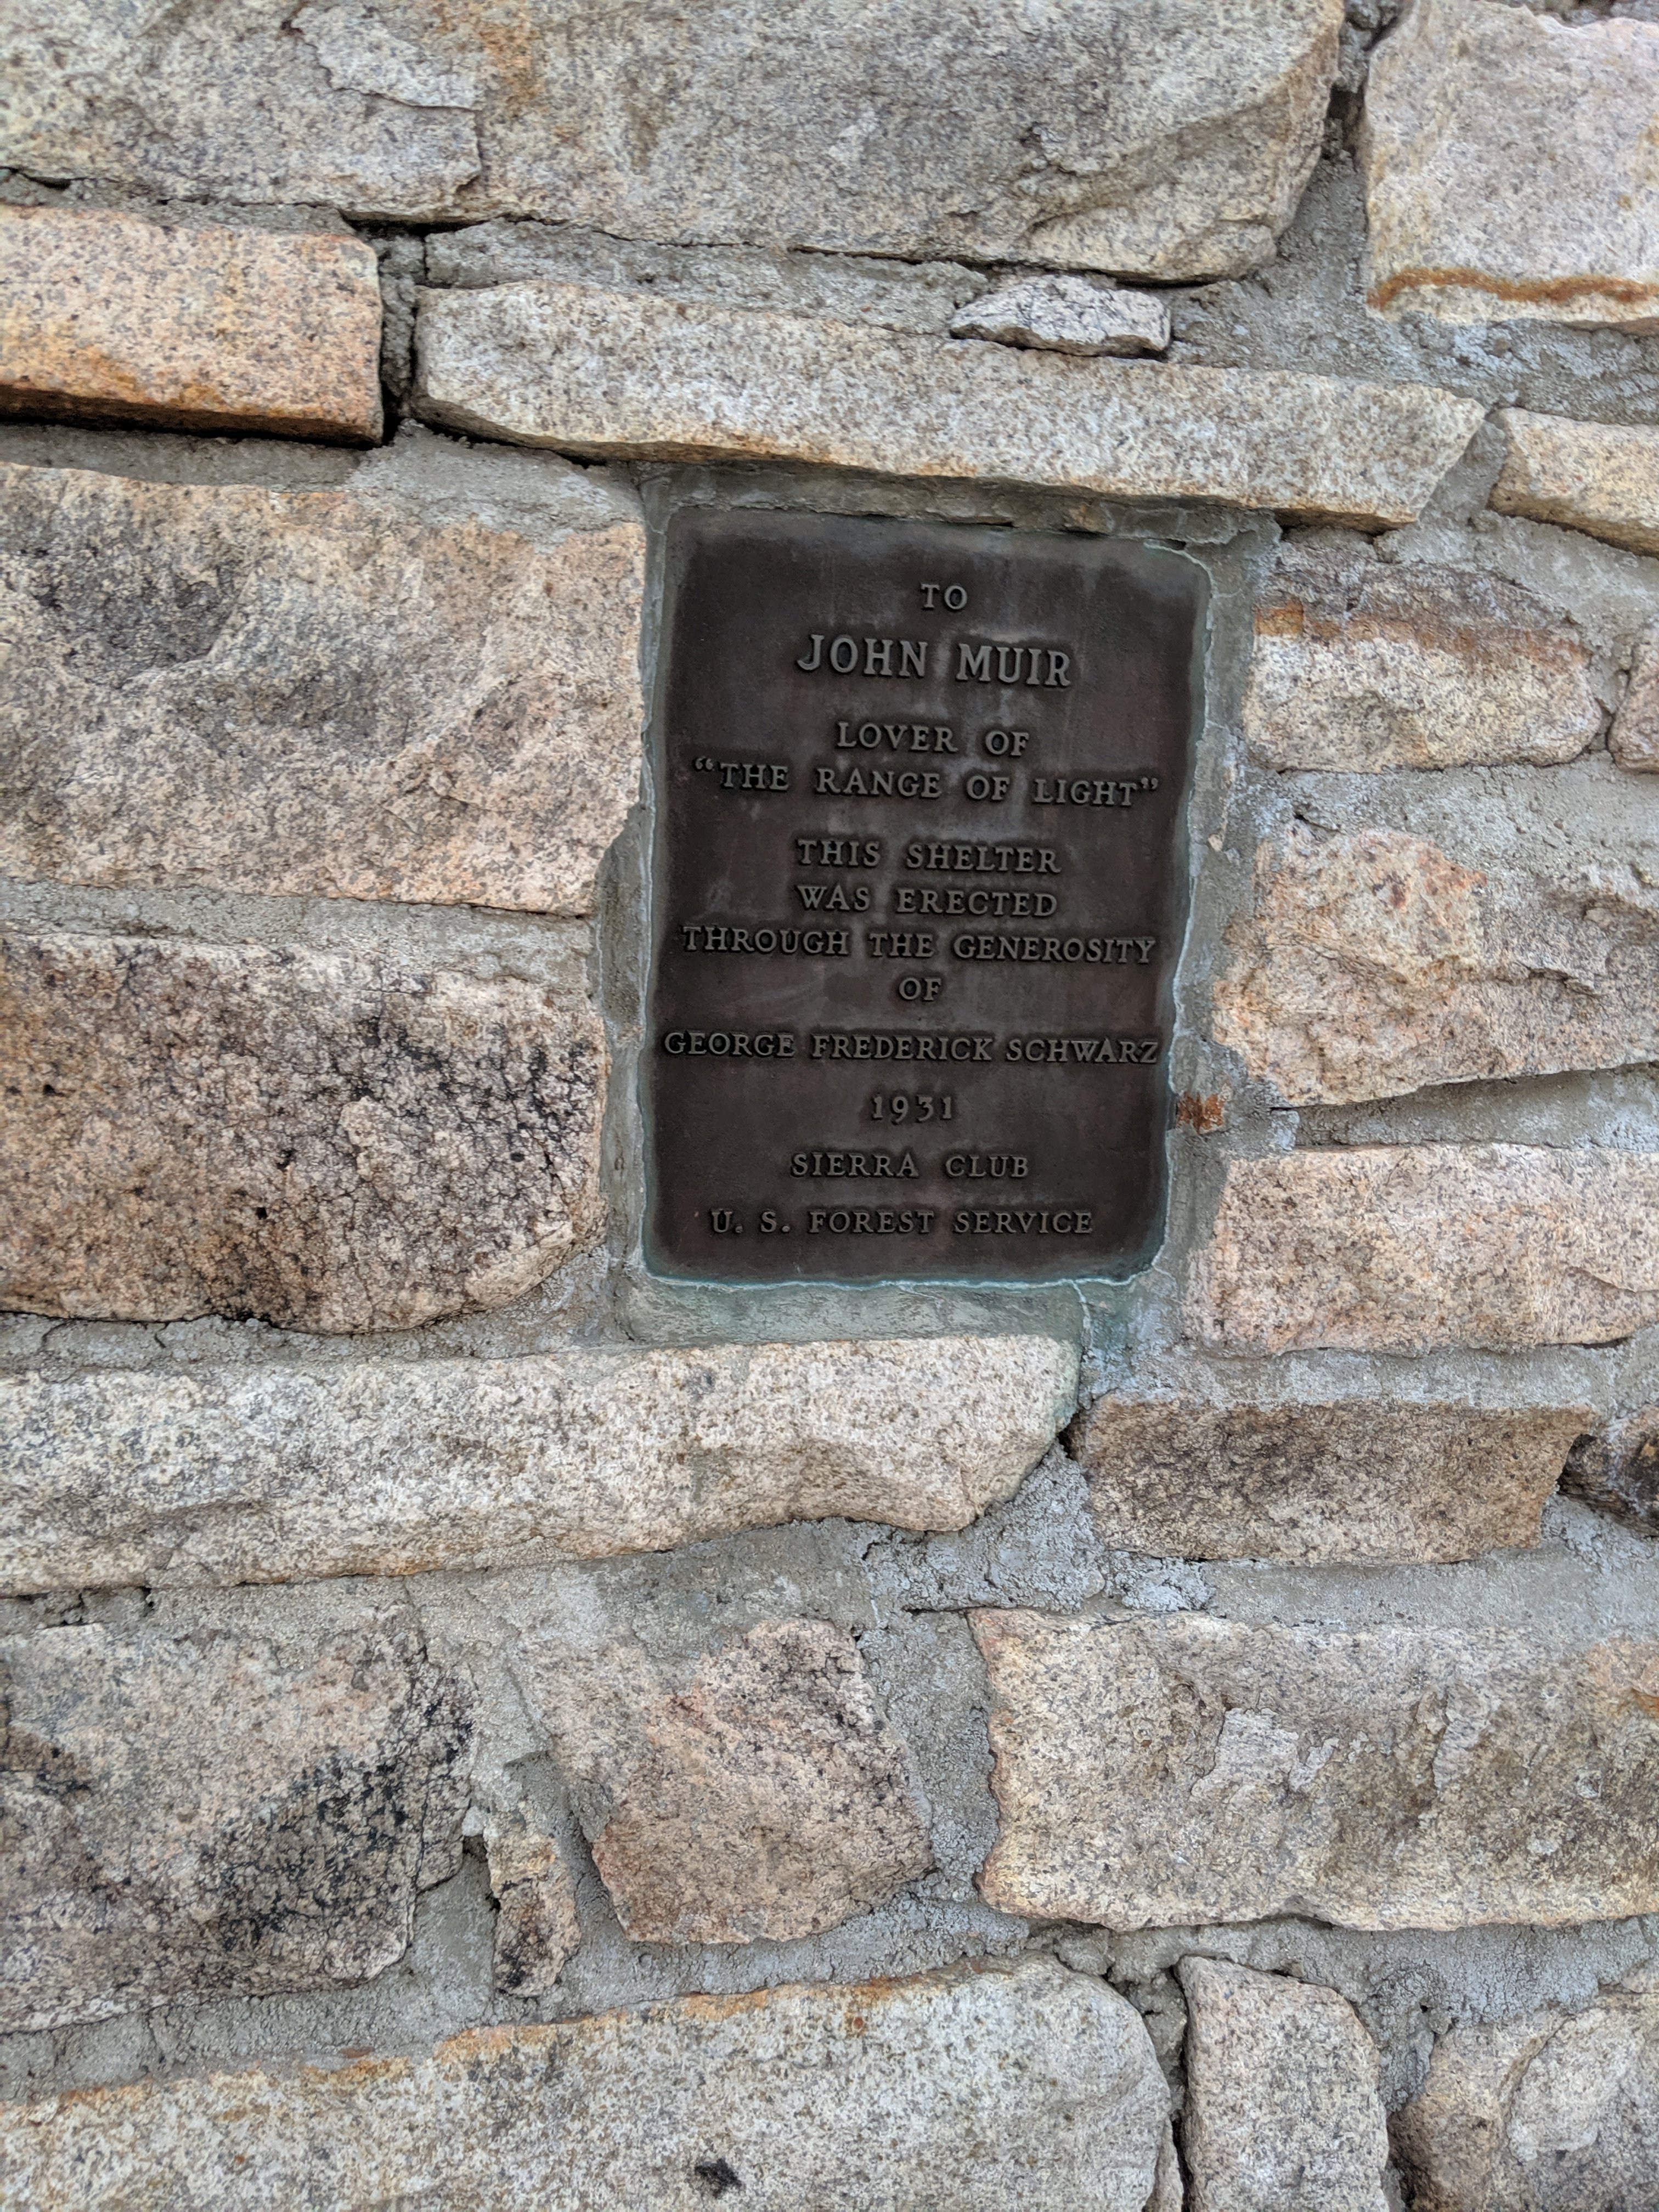 TO
JOHN MUIR
LOVER OF
“THE RANGE OF LIGHT”
THIS SHELTER
WAS ERECTED
THROUGH THE GENEROSITY
OF
GEORGE FREDERICK SCHWARZ
1931
SIERRA CLUB
U. S. FOREST SERVICE